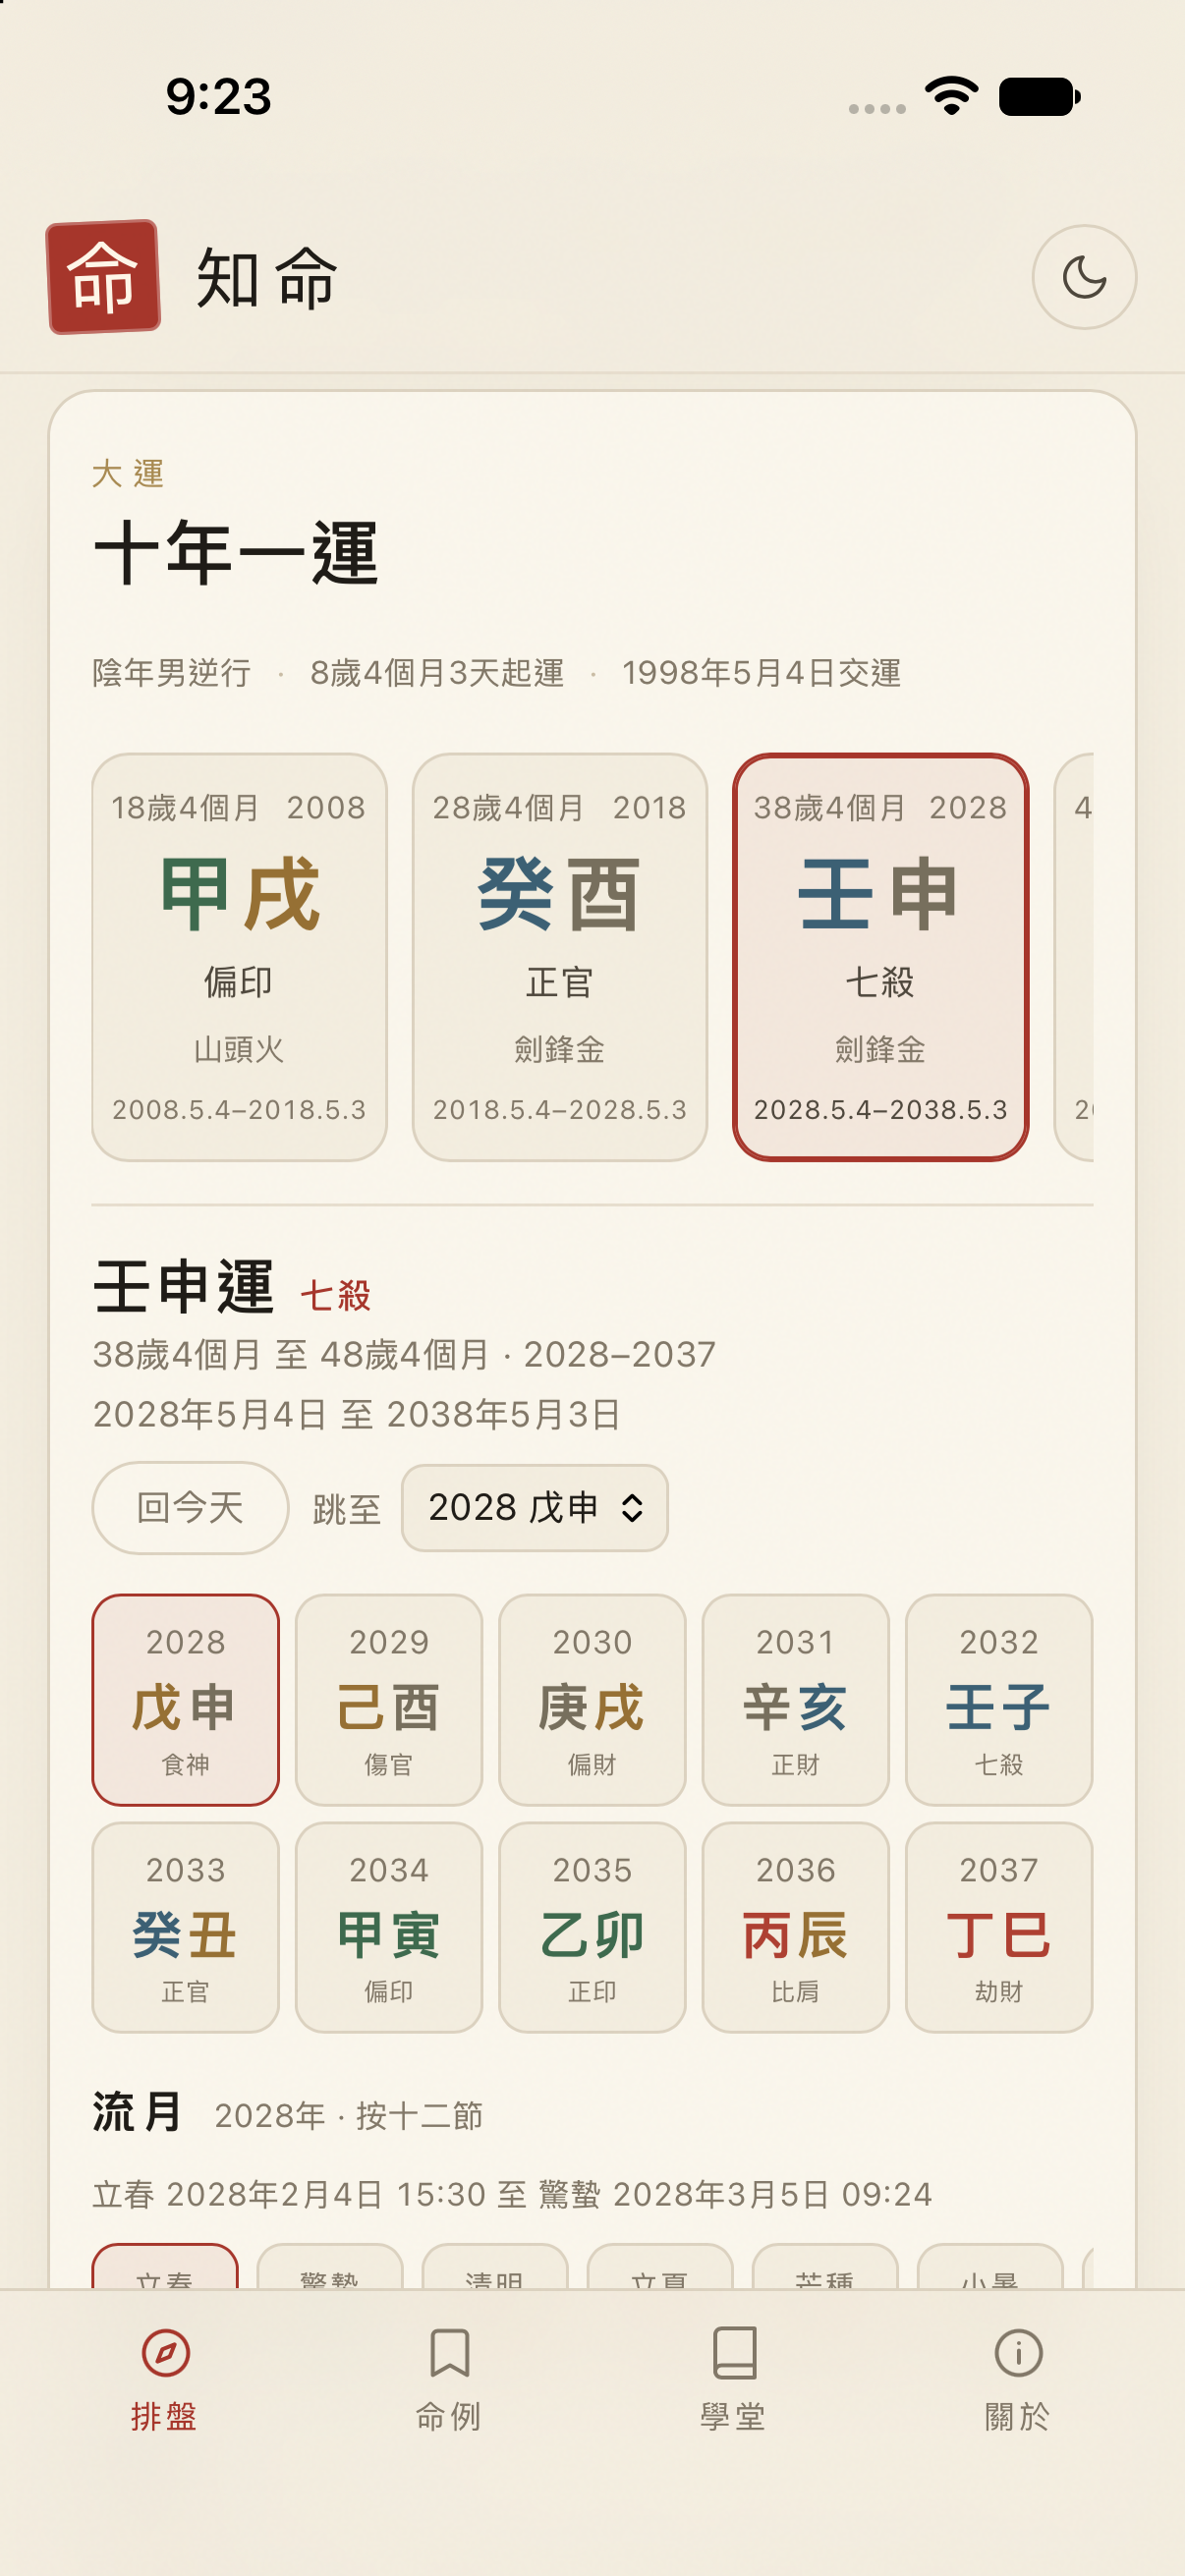 9:23
命 知命
大運
十年一運
陰年男逆行 · 8歲4個月3天起運 · 1998年5月4日交運
18歲4個月 2008
甲戌
偏印
山頭火
2008.5.4–2018.5.3
28歲4個月 2018
癸酉
正官
劍鋒金
2018.5.4–2028.5.3
38歲4個月 2028
壬申
七殺
劍鋒金
2028.5.4–2038.5.3
壬申運 七殺
38歲4個月 至 48歲4個月 · 2028–2037
2028年5月4日 至 2038年5月3日
回今天 跳至 2028 戊申
2028 2029 2030 2031 2032
戊申 己酉 庚戌 辛亥 壬子
食神 傷官 偏財 正財 七殺
2033 2034 2035 2036 2037
癸丑 甲寅 乙卯 丙辰 丁巳
正官 偏印 正印 比肩 劫財
流月 2028年 · 按十二節
立春 2028年2月4日 15:30 至 驚蟄 2028年3月5日 09:24
立春 驚蟄 清明 立夏 芒種 小暑
排盤 命例 學堂 關於